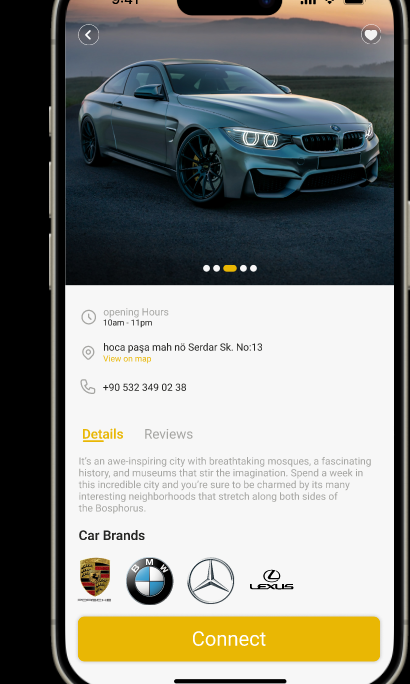 9:41
opening Hours
10am - 11pm
hoca paşa mah nö Serdar Sk. No:13
View on map
+90 532 349 02 38
Details Reviews
It's an awe-inspiring city with breathtaking mosques, a fascinating
history, and museums that stir the imagination. Spend a week in
this incredible city and you're sure to be charmed by its many
interesting neighborhoods that stretch along both sides of
the Bosphorus.
Car Brands
PORSCHE
BMW
LEXUS
Connect